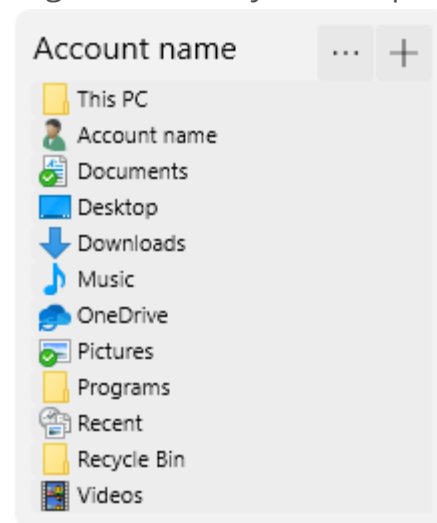 Account name
This PC
Account name
Documents
Desktop
Downloads
Music
OneDrive
Pictures
Programs
Recent
Recycle Bin
Videos